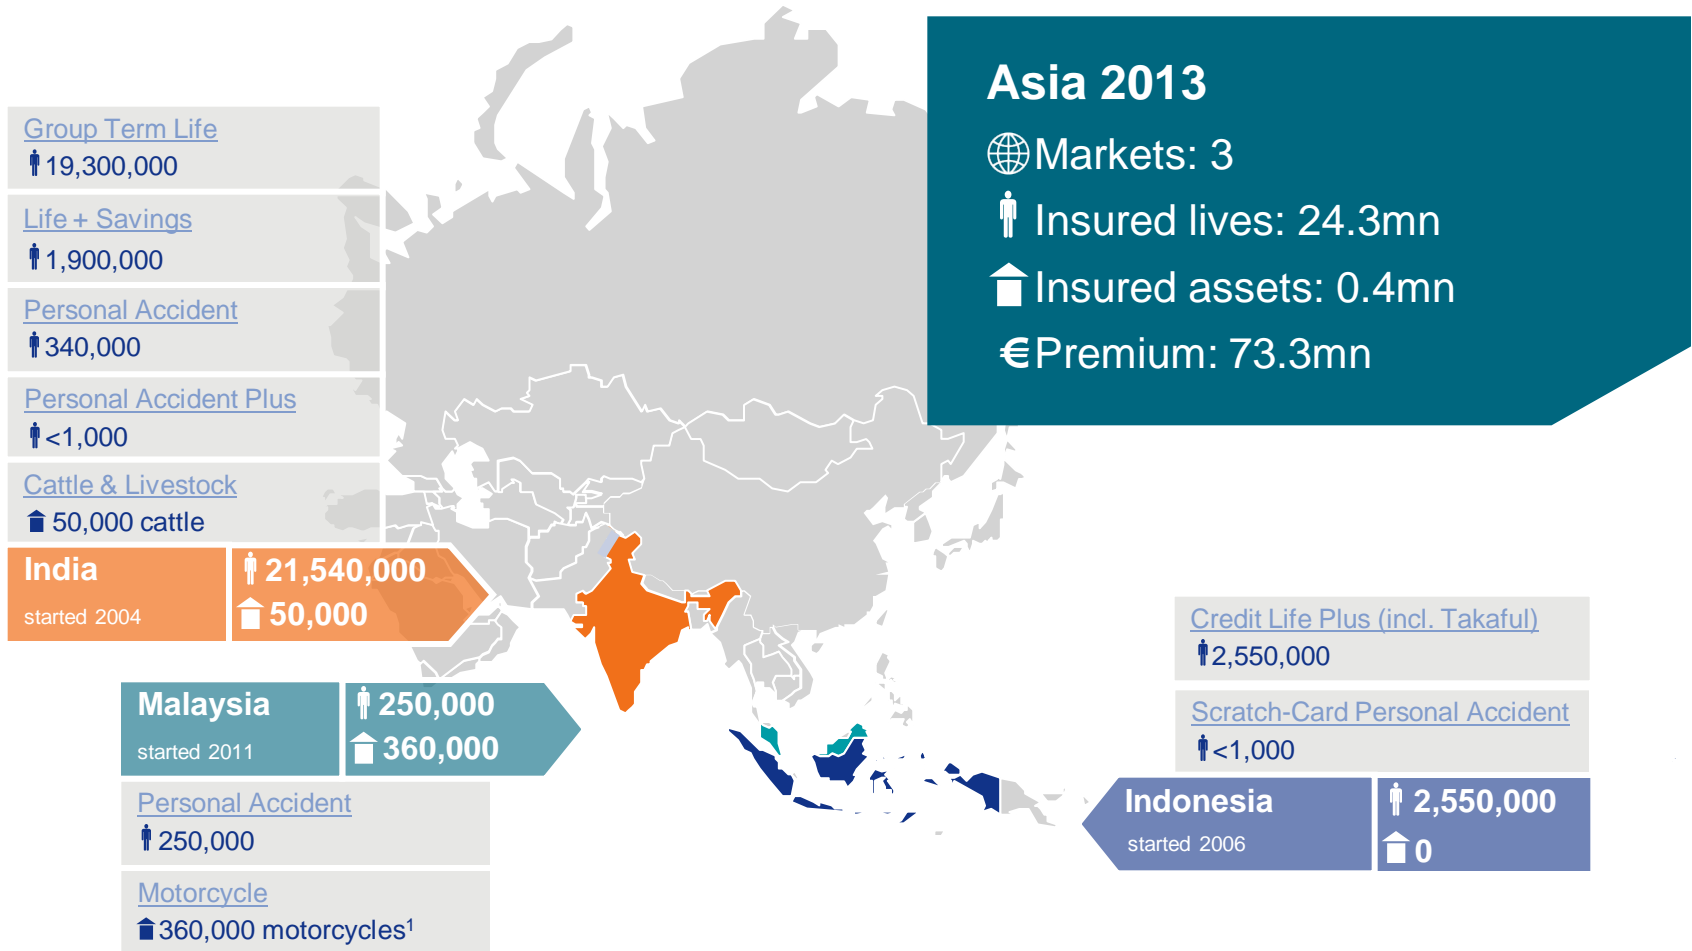 Asia 2013
Markets: 3
Insured lives: 24.3mn
Insured assets: 0.4mn
€ Premium: 73.3mn
Group Term Life
19,300,000
Life + Savings
1,900,000
Personal Accident
340,000
Personal Accident Plus
<1,000
Cattle & Livestock
50,000 cattle
India
started 2004
21,540,000
50,000
Malaysia
started 2011
250,000
360,000
Personal Accident
250,000
Motorcycle
360,000 motorcycles¹
Credit Life Plus (incl. Takaful)
2,550,000
Scratch-Card Personal Accident
<1,000
Indonesia
started 2006
2,550,000
0